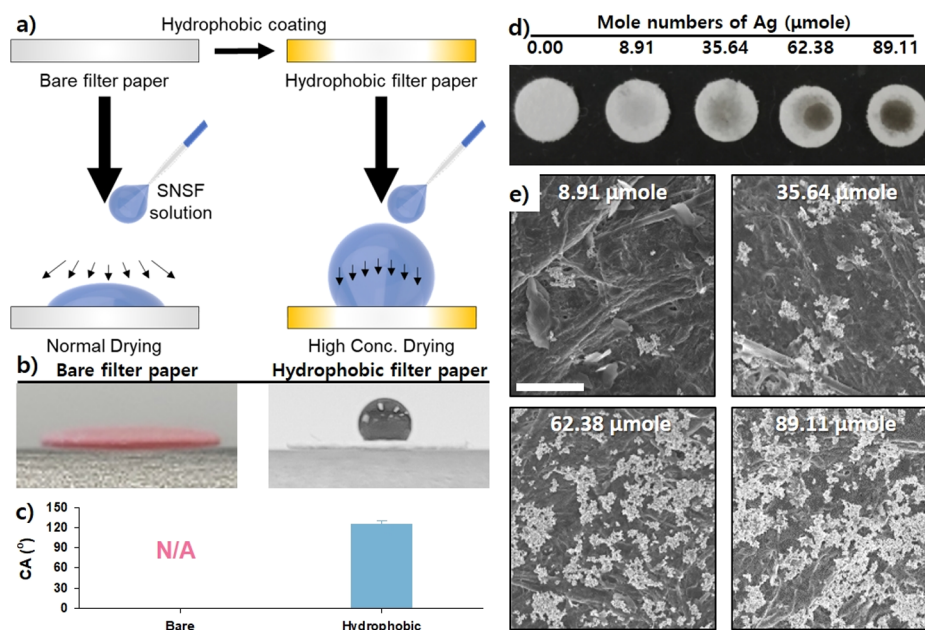 a)
Hydrophobic coating
Bare filter paper
Hydrophobic filter paper
SNSF
solution
Normal Drying
High Conc. Drying
b)
Bare filter paper
Hydrophobic filter paper
c)
CA (⁰)
150
120
90
60
30
0
N/A
Bare
Hydrophobic
d)
Mole numbers of Ag (μmole)
0.00 8.91 35.64 62.38 89.11
e)
8.91 μmole
35.64 μmole
62.38 μmole
89.11 μmole